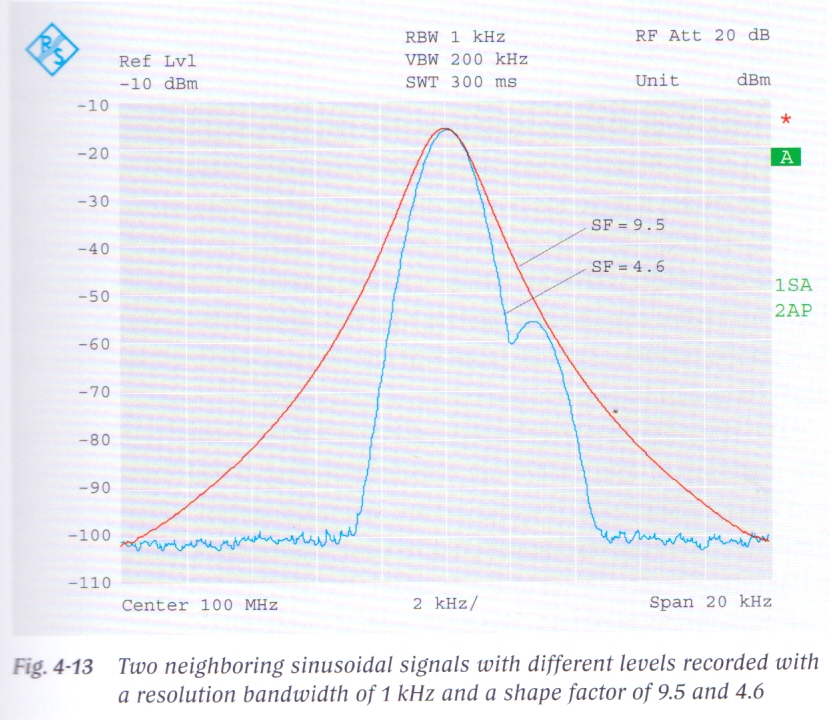 R
S
Ref Lvl
-10 dBm
RBW 1 kHz
VBW 200 kHz
SWT 300 ms
RF Att 20 dB
Unit dBm
-10
-20
-30
-40
-50
-60
-70
-80
-90
-100
-110
*
A
SF = 9.5
SF = 4.6
1SA
2AP
Center 100 MHz
2 kHz/
Span 20 kHz
Fig. 4-13 Two neighboring sinusoidal signals with different levels recorded with
a resolution bandwidth of 1 kHz and a shape factor of 9.5 and 4.6